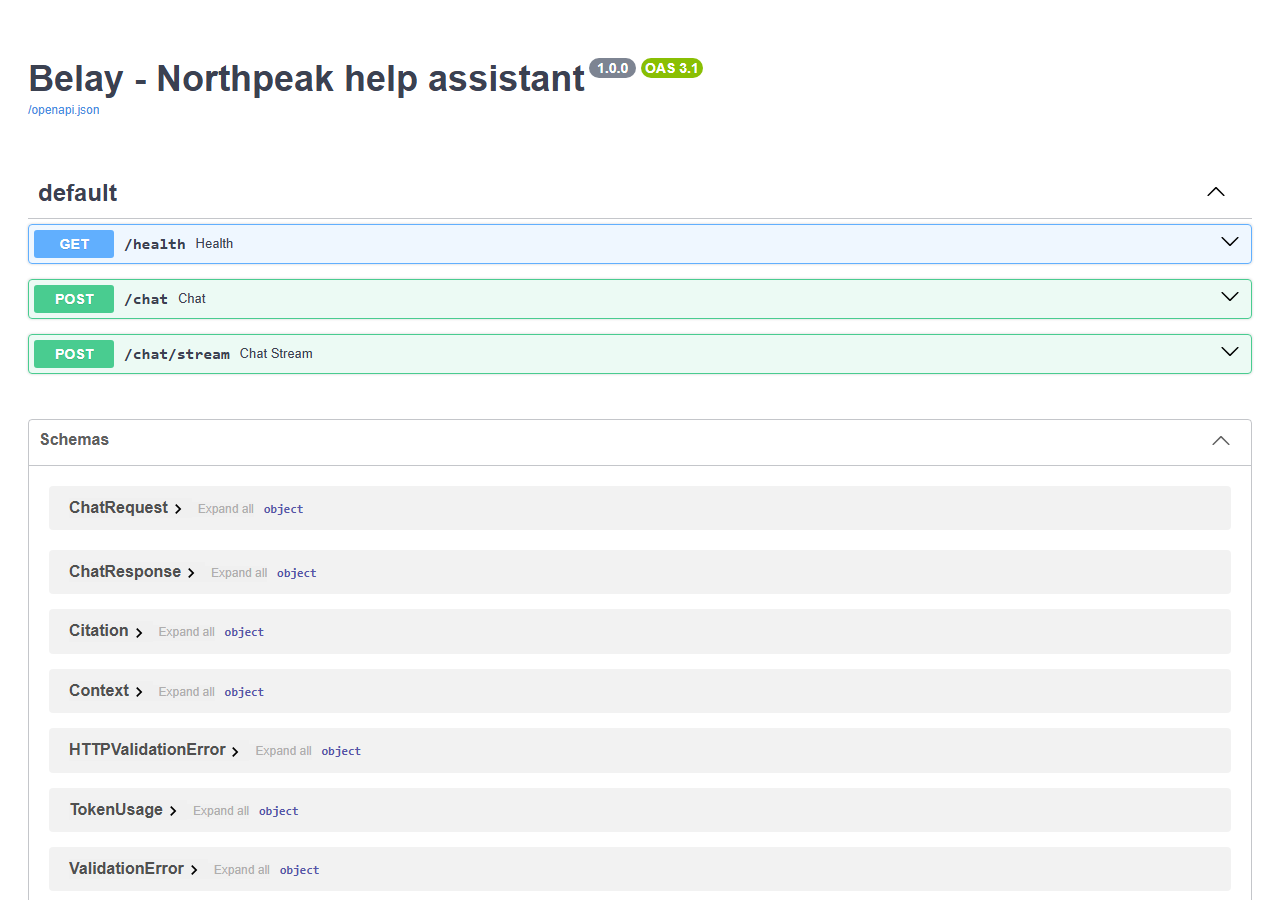 Belay - Northpeak help assistant 1.0.0 OAS 3.1
/openapi.json
default
GET /health Health
POST /chat Chat
POST /chat/stream Chat Stream
Schemas
ChatRequest Expand all object
ChatResponse Expand all object
Citation Expand all object
Context Expand all object
HTTPValidationError Expand all object
TokenUsage Expand all object
ValidationError Expand all object